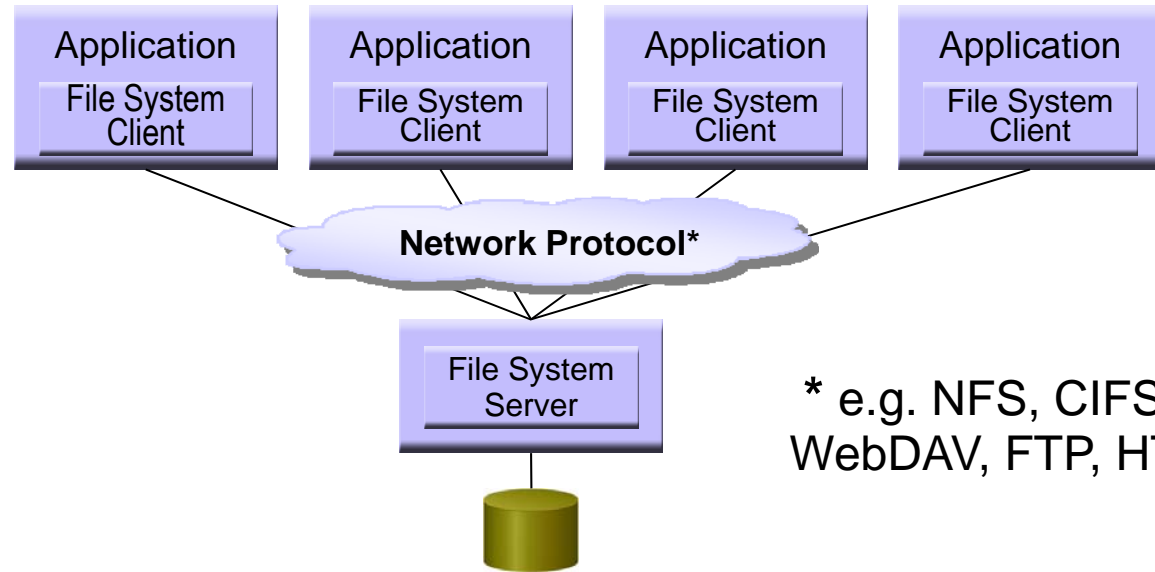 Application
File System
Client
Application
File System
Client
Application
File System
Client
Application
File System
Client
Network Protocol*
File System
Server
* e.g. NFS, CIFS
WebDAV, FTP,